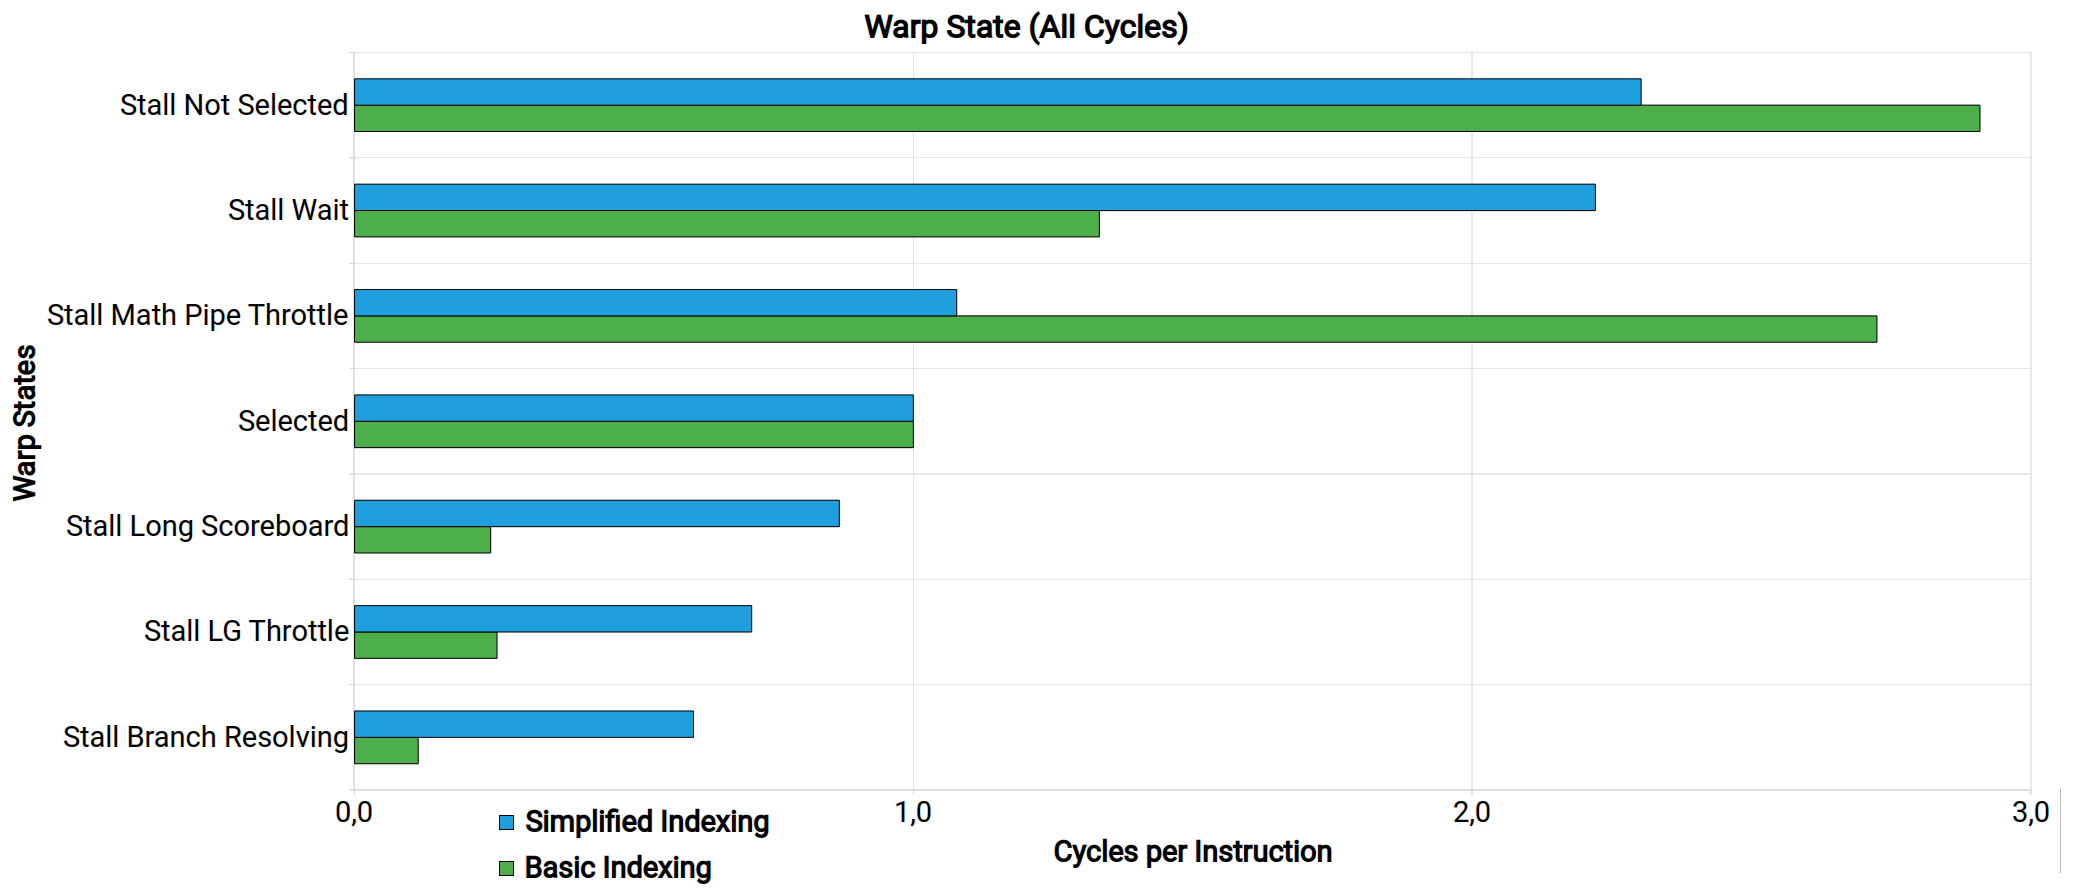 Warp State (All Cycles)
Stall Not Selected
Stall Wait
Stall Math Pipe Throttle
Selected
Stall Long Scoreboard
Stall LG Throttle
Stall Branch Resolving
Warp States
0,0 1,0 2,0 3,0
Simplified Indexing
Basic Indexing
Cycles per Instruction